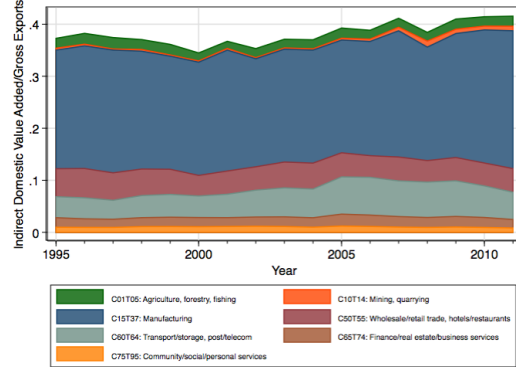 Indirect Domestic Value Added/Gross Exports
.4
.3
.2
.1
0
1995
2000
2005
2010
Year
C01T05: Agriculture, forestry, fishing
C10T14: Mining, quarrying
C15T37: Manufacturing
C50T55: Wholesale/retail trade, hotels/restaurants
C60T64: Transport/storage, post/telecom
C65T74: Finance/real estate/business services
C75T95: Community/social/personal services